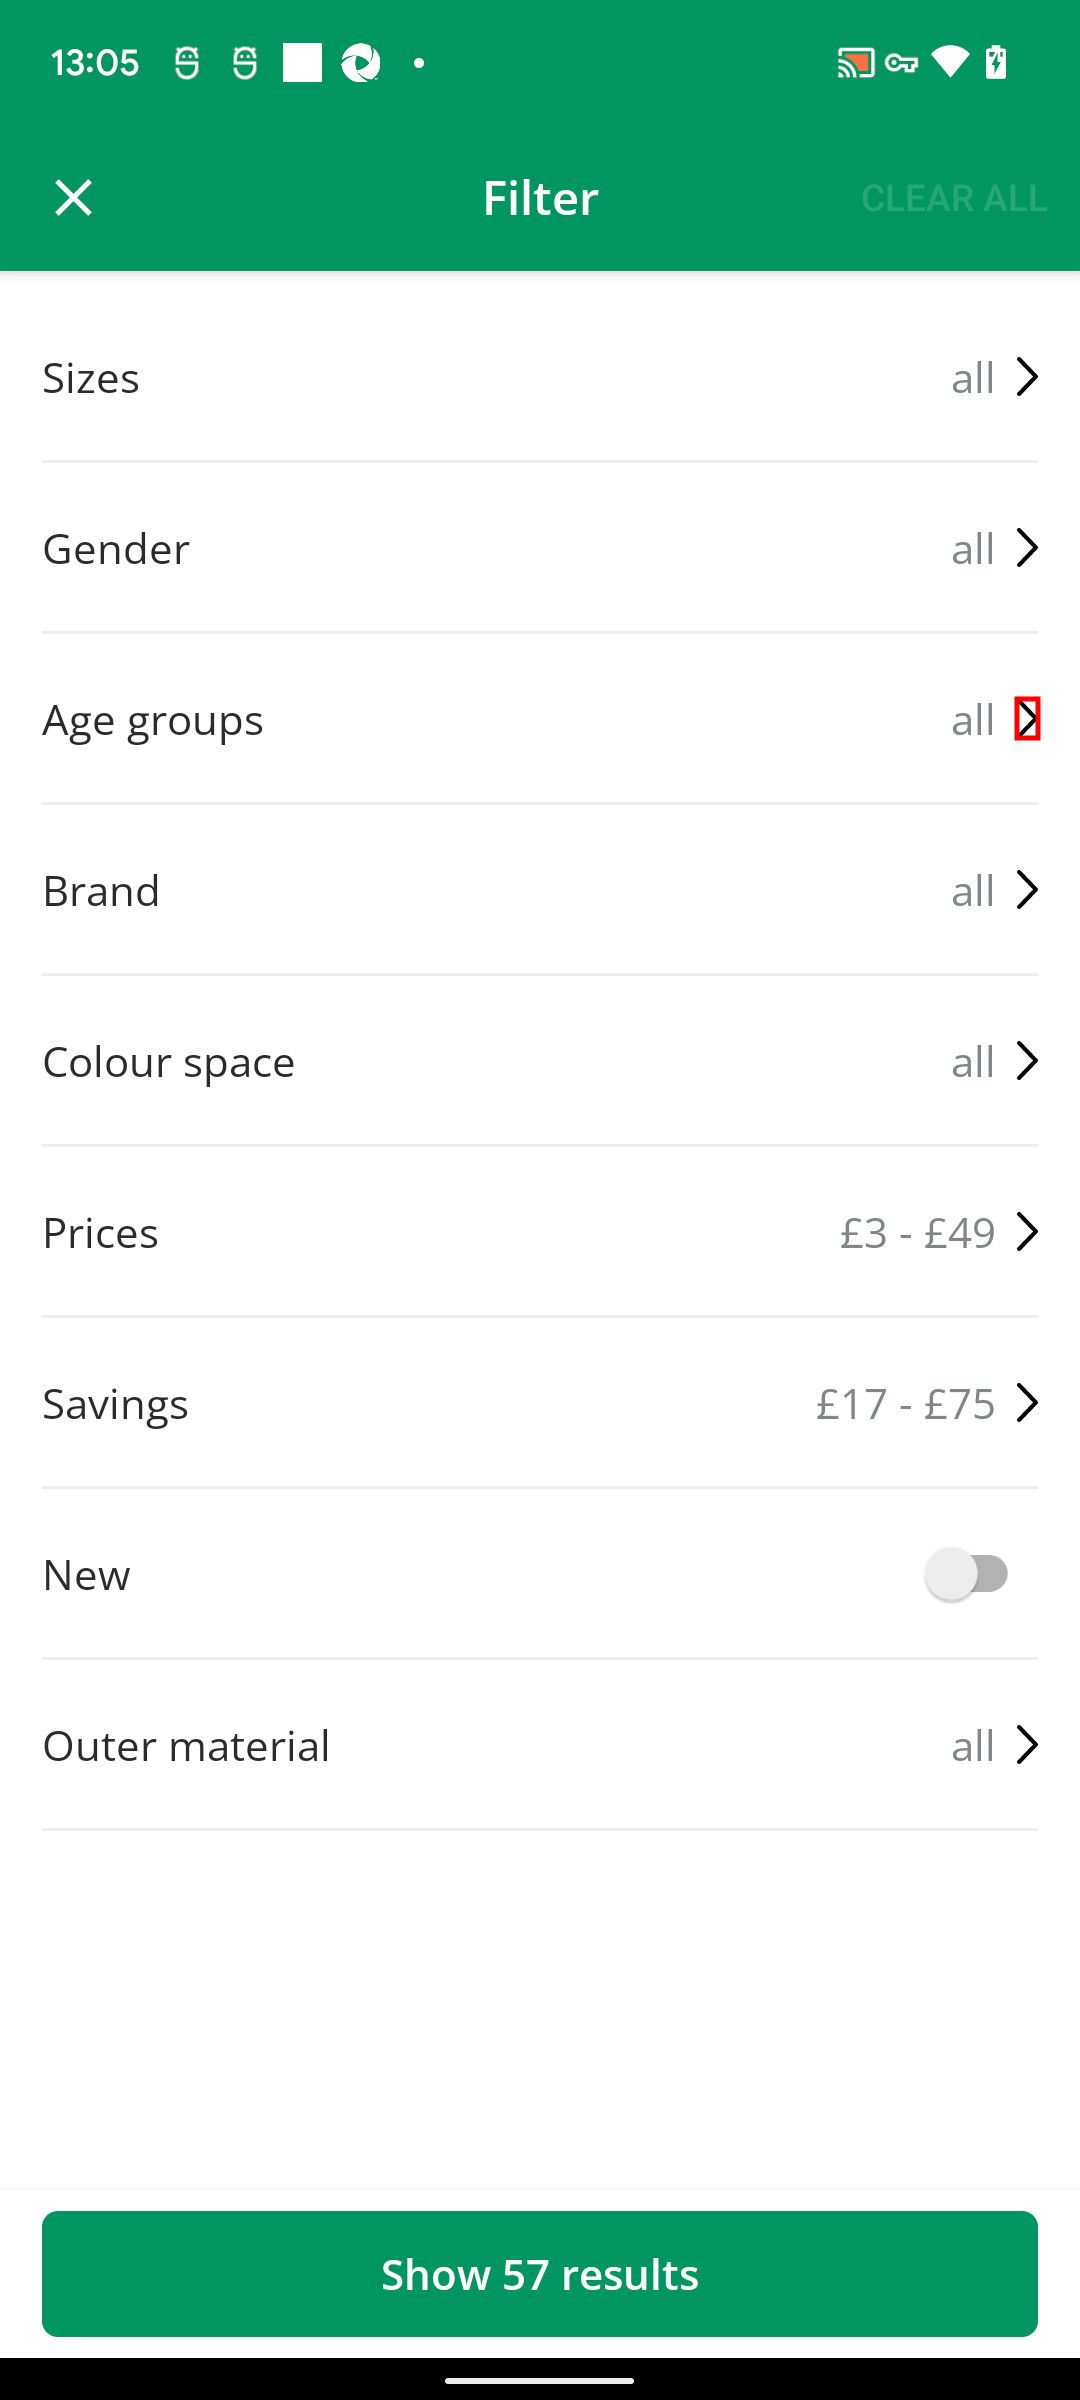 13:05
Filter
CLEAR ALL
Sizes all
Gender all
Age groups all
Brand all
Colour space all
Prices £3 - £49
Savings £17 - £75
New
Outer material all
Show 57 results